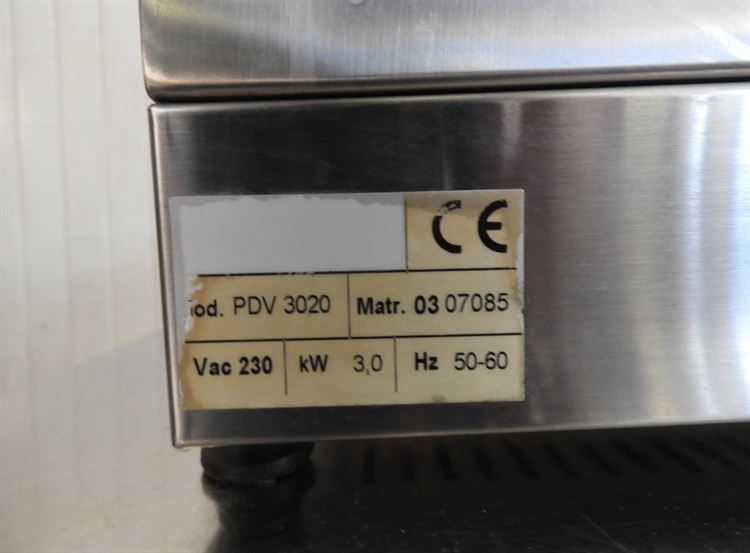 CE
od. PDV 3020 Matr. 03 07085
Vac 230 kW 3,0 Hz 50-60